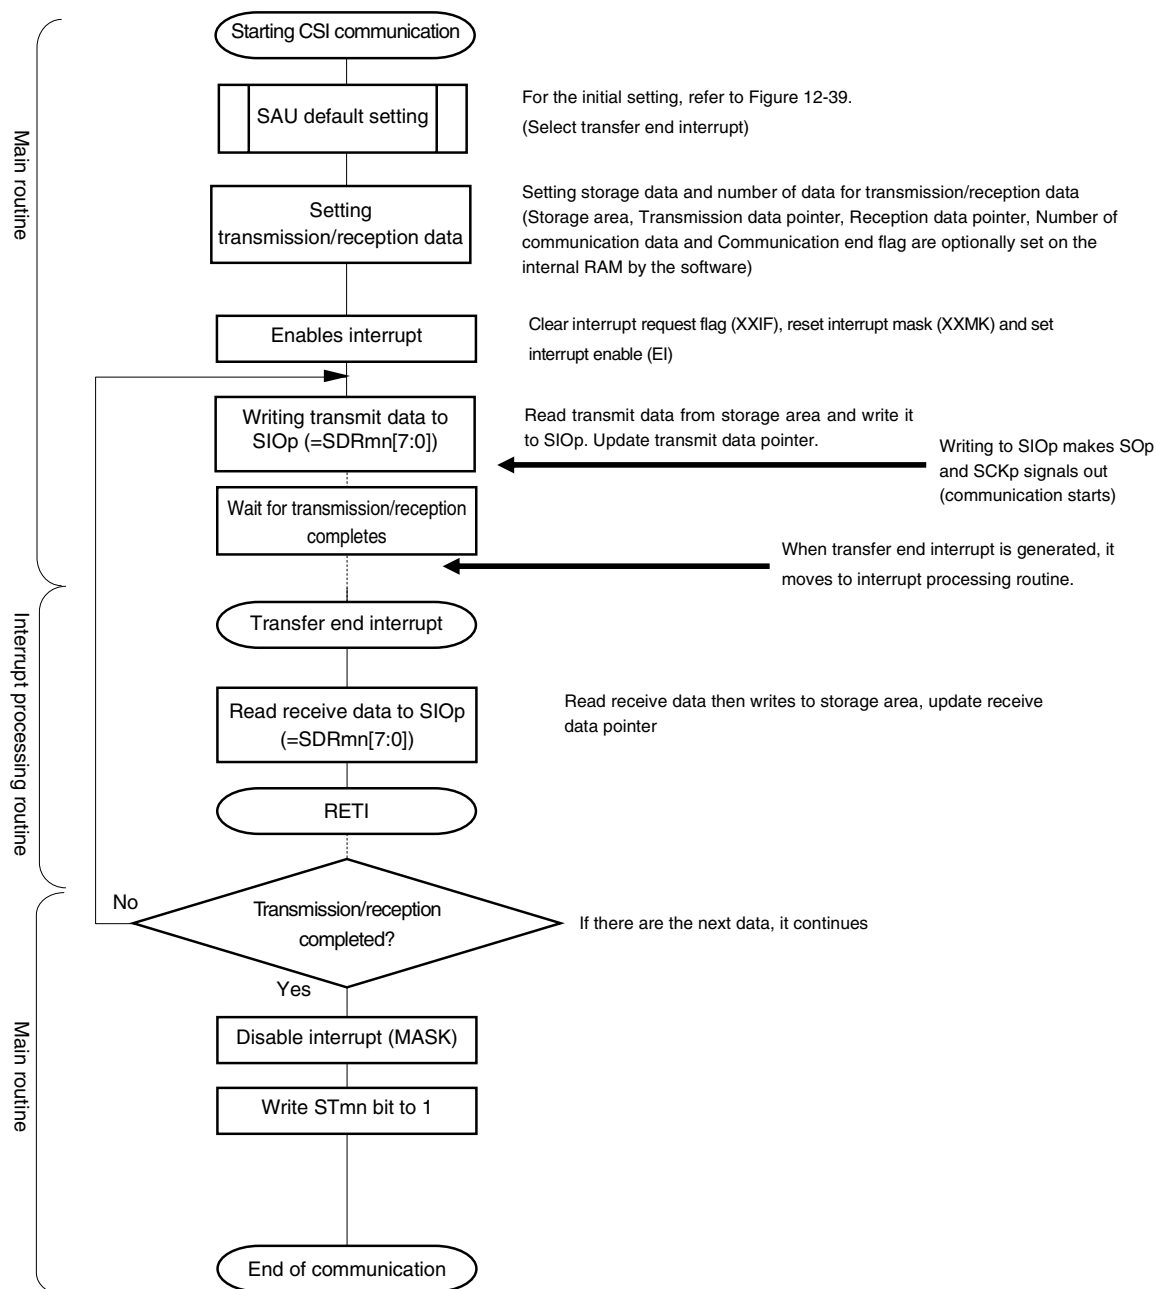 Starting CSI communication
SAU default setting
For the initial setting, refer to Figure 12-39.
(Select transfer end interrupt)
Main routine
Setting
transmission/reception data
Setting storage data and number of data for transmission/reception data
(Storage area, Transmission data pointer, Reception data pointer, Number of
communication data and Communication end flag are optionally set on the
internal RAM by the software)
Enables interrupt
Clear interrupt request flag (XXIF), reset interrupt mask (XXMK) and set
interrupt enable (EI)
Writing transmit data to
SIOp (=SDRmn[7:0])
Read transmit data from storage area and write it
to SIOp. Update transmit data pointer.
Writing to SIOp makes SOp
and SCKp signals out
(communication starts)
Wait for transmission/reception
completes
When transfer end interrupt is generated, it
moves to interrupt processing routine.
Interrupt processing routine
Transfer end interrupt
Read receive data to SIOp
(=SDRmn[7:0])
Read receive data then writes to storage area, update receive
data pointer
RETI
No
Transmission/reception
completed?
If there are the next data, it continues
Yes
Main routine
Disable interrupt (MASK)
Write STmn bit to 1
End of communication